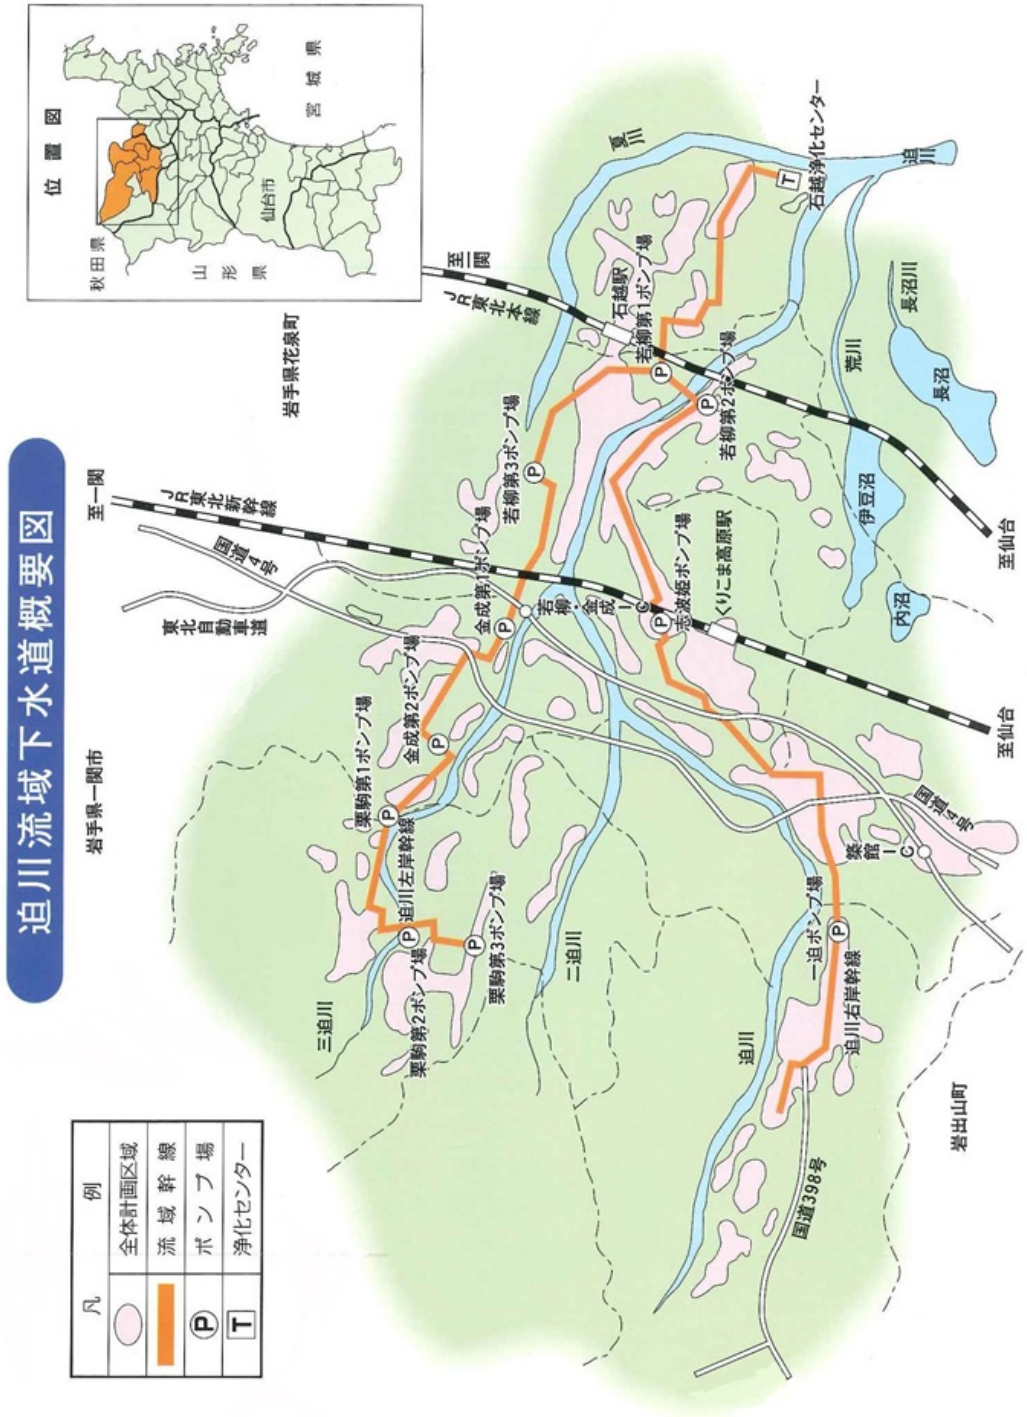 迫川流域下水道概要図
凡例
全体計画区域
流域幹線
P
ポンプ場
T
浄化センター
位置図
秋田県
山形県
宮城県
仙台市
岩手県一関市
岩手県花泉町
至一関
JR東北新幹線
国道4号
東北自動車道
至一関
JR東北本線
夏川
石越駅
若柳第1ポンプ場
P
若柳第2ポンプ場
P
若柳第3ポンプ場
P
T
石越浄化センター
迫川
金成第1ポンプ場
P
金成第2ポンプ場
P
若柳・金成IC
栗駒第1ポンプ場
P
迫川左岸幹線
栗駒第2ポンプ場
P
栗駒第3ポンプ場
P
三迫川
二迫川
志波姫ポンプ場
P
くりこま高原駅
荒川
長沼川
長沼
伊豆沼
内沼
至仙台
至仙台
国道4号
築館IC
一迫ポンプ場
P
迫川右岸幹線
迫川
国道398号
岩出山町